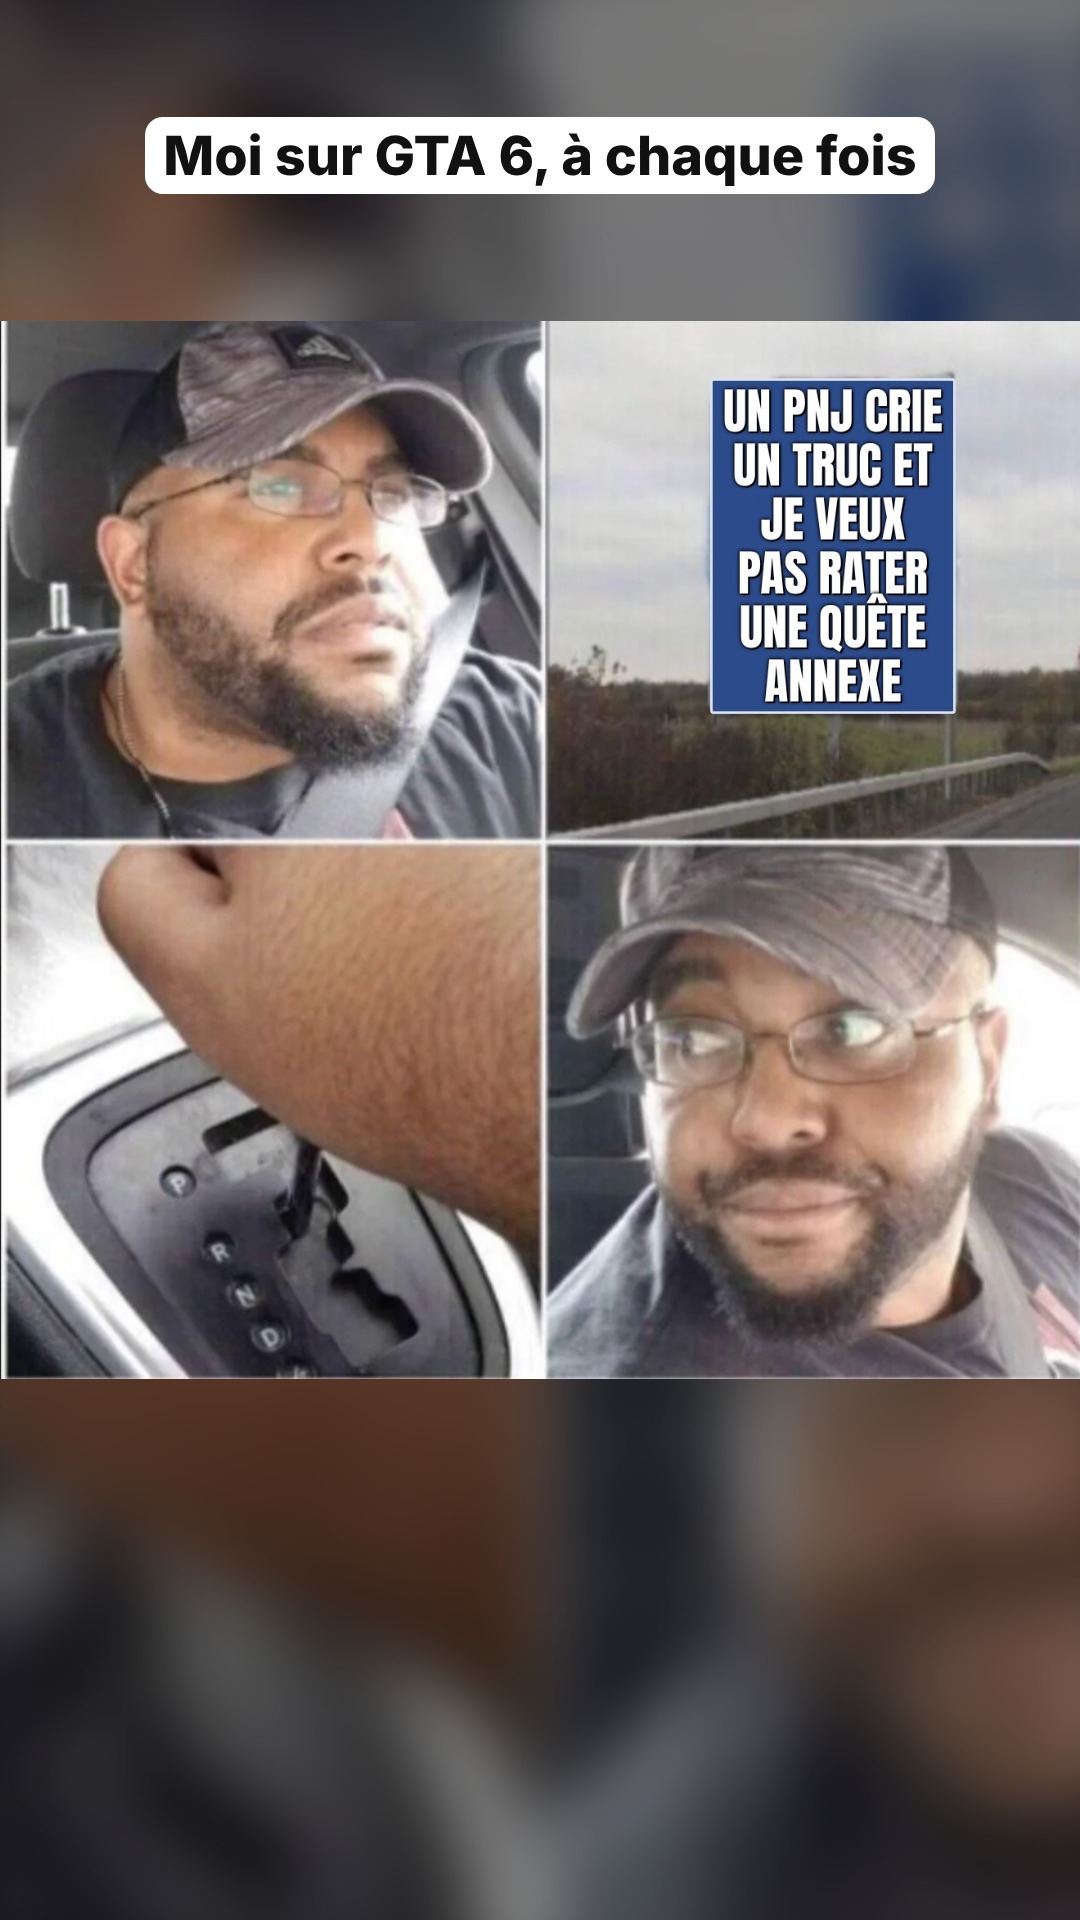 Moi sur GTA 6, à chaque fois
UN PNJ CRIE
UN TRUC ET
JE VEUX
PAS RATER
UNE QUÊTE
ANNEXE
P
R
N
D